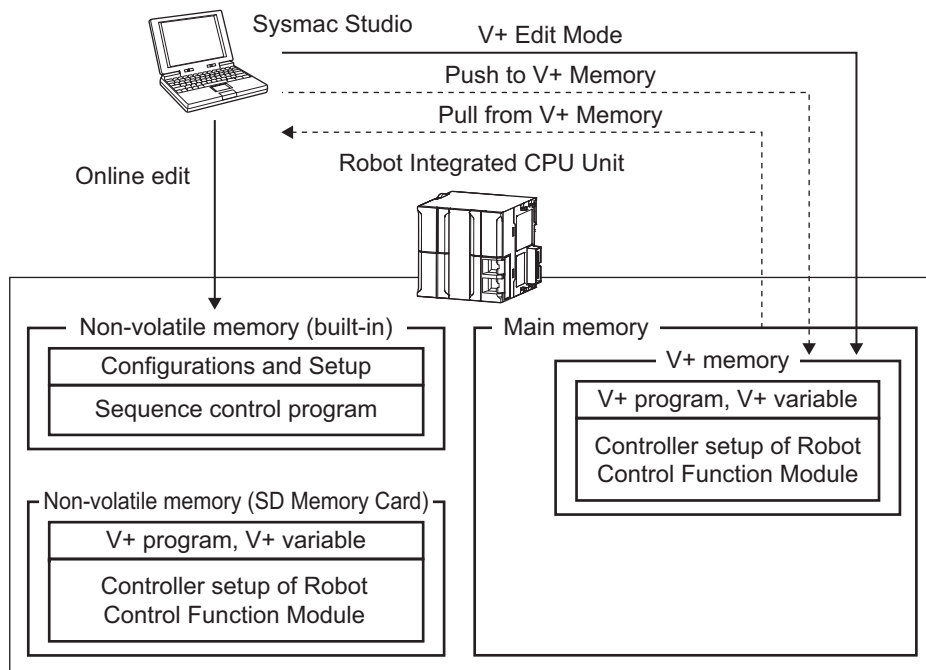 Sysmac Studio
V+ Edit Mode
Push to V+ Memory
Pull from V+ Memory
Online edit
Robot Integrated CPU Unit
Non-volatile memory (built-in)
Configurations and Setup
Sequence control program
Main memory
V+ memory
V+ program, V+ variable
Controller setup of Robot
Control Function Module
Non-volatile memory (SD Memory Card)
V+ program, V+ variable
Controller setup of Robot
Control Function Module